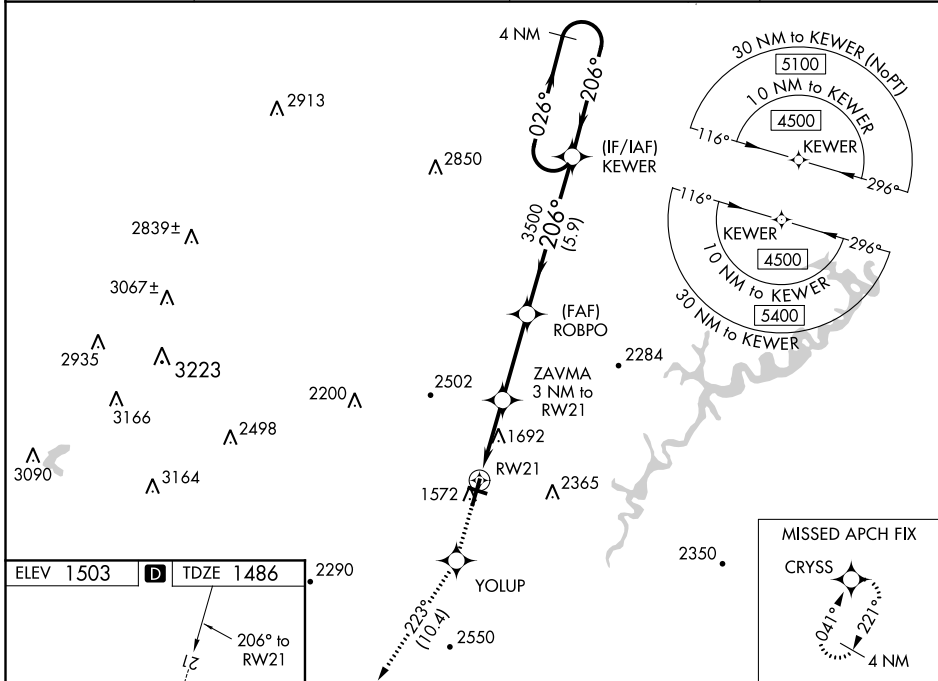 4 NM
026°
206°
(IF/IAF)
KEWER
3500
206°
(5.9)
(FAF)
ROBPO
ZAVMA
3 NM to
RW21
RW21
YOLUP
223°
(10.4)
2913
2850
2839±
3067±
2935
3223
3166
2200
2502
2284
2498
1692
3090
3164
1572
2365
2290
2550
2350
30 NM to KEWER (NoPT)
5100
10 NM to KEWER
4500
116°
KEWER
296°
116°
KEWER
296°
4500
10 NM to KEWER
5400
30 NM to KEWER
ELEV 1503
D
TDZE 1486
206° to
RW21
21
MISSED APCH FIX
CRYSS
041°
221°
4 NM